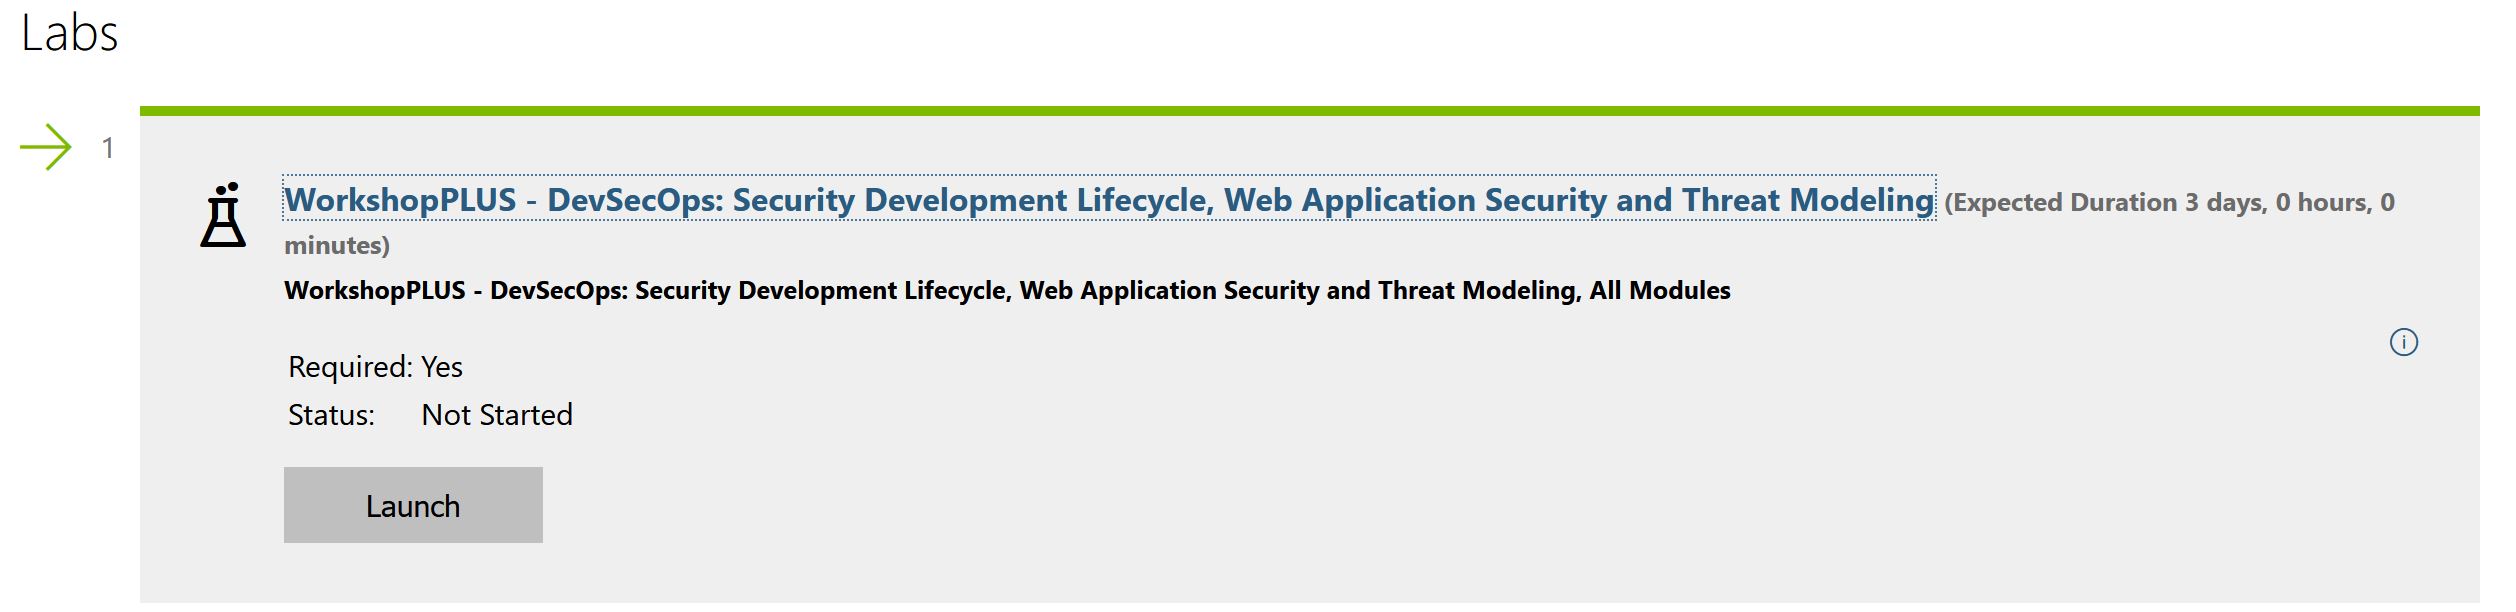 Labs
1
WorkshopPLUS - DevSecOps: Security Development Lifecycle, Web Application Security and Threat Modeling (Expected Duration 3 days, 0 hours, 0
minutes)
WorkshopPLUS - DevSecOps: Security Development Lifecycle, Web Application Security and Threat Modeling, All Modules
Required: Yes
Status: Not Started
Launch